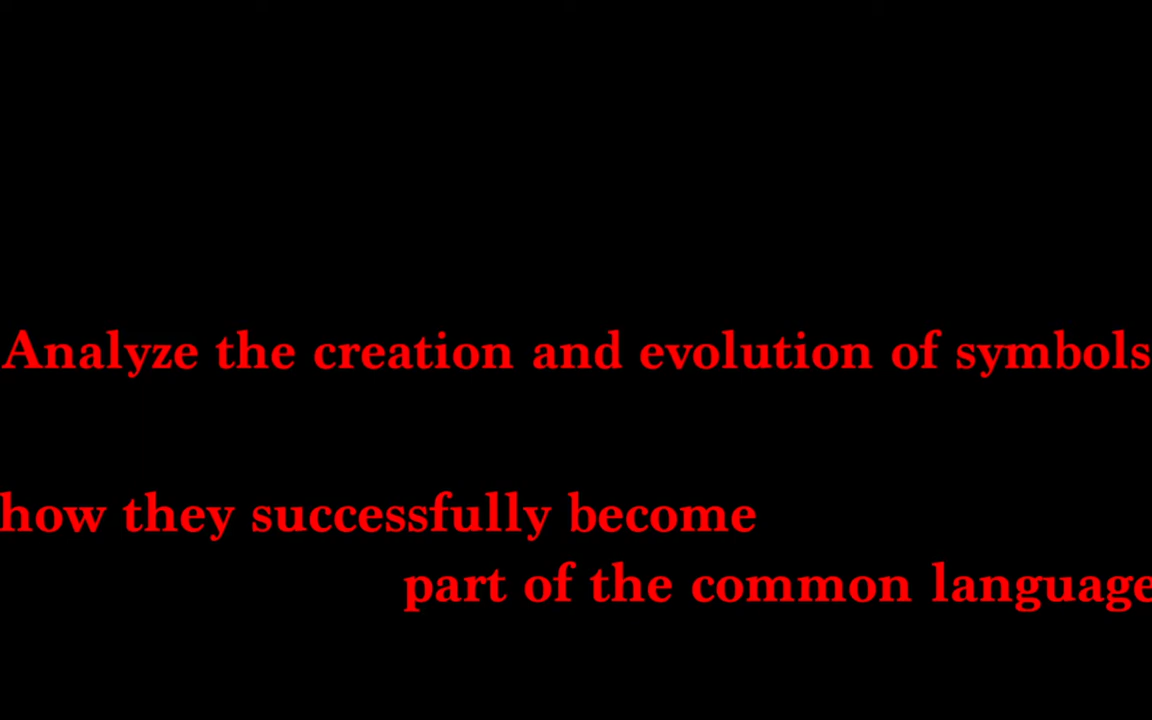 Analyze the creation and evolution of symbols
how they successfully become
part of the common language